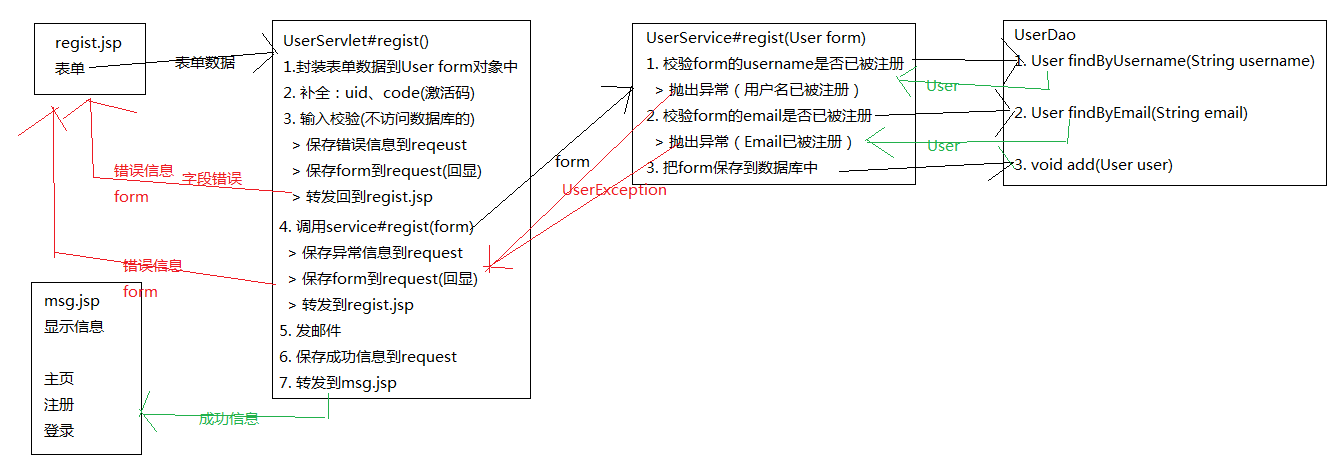 regist.jsp
表单
表单数据
UserServlet#regist()
1.封装表单数据到User form对象中
2. 补全：uid、code(激活码)
3. 输入校验(不访问数据库的)
> 保存错误信息到reqeust
> 保存form到request(回显)
> 转发回到regist.jsp
4. 调用service#regist(form)
> 保存异常信息到request
> 保存form到request(回显)
> 转发到regist.jsp
5. 发邮件
6. 保存成功信息到request
7. 转发到msg.jsp
错误信息
字段错误
form
错误信息
form
msg.jsp
显示信息
主页
注册
登录
成功信息
form
UserException
UserService#regist(User form)
1. 校验form的username是否已被注册
> 抛出异常（用户名已被注册）
2. 校验form的email是否已被注册
> 抛出异常（Email已被注册）
3. 把form保存到数据库中
User
User
UserDao
1. User findByUsername(String username)
2. User findByEmail(String email)
3. void add(User user)